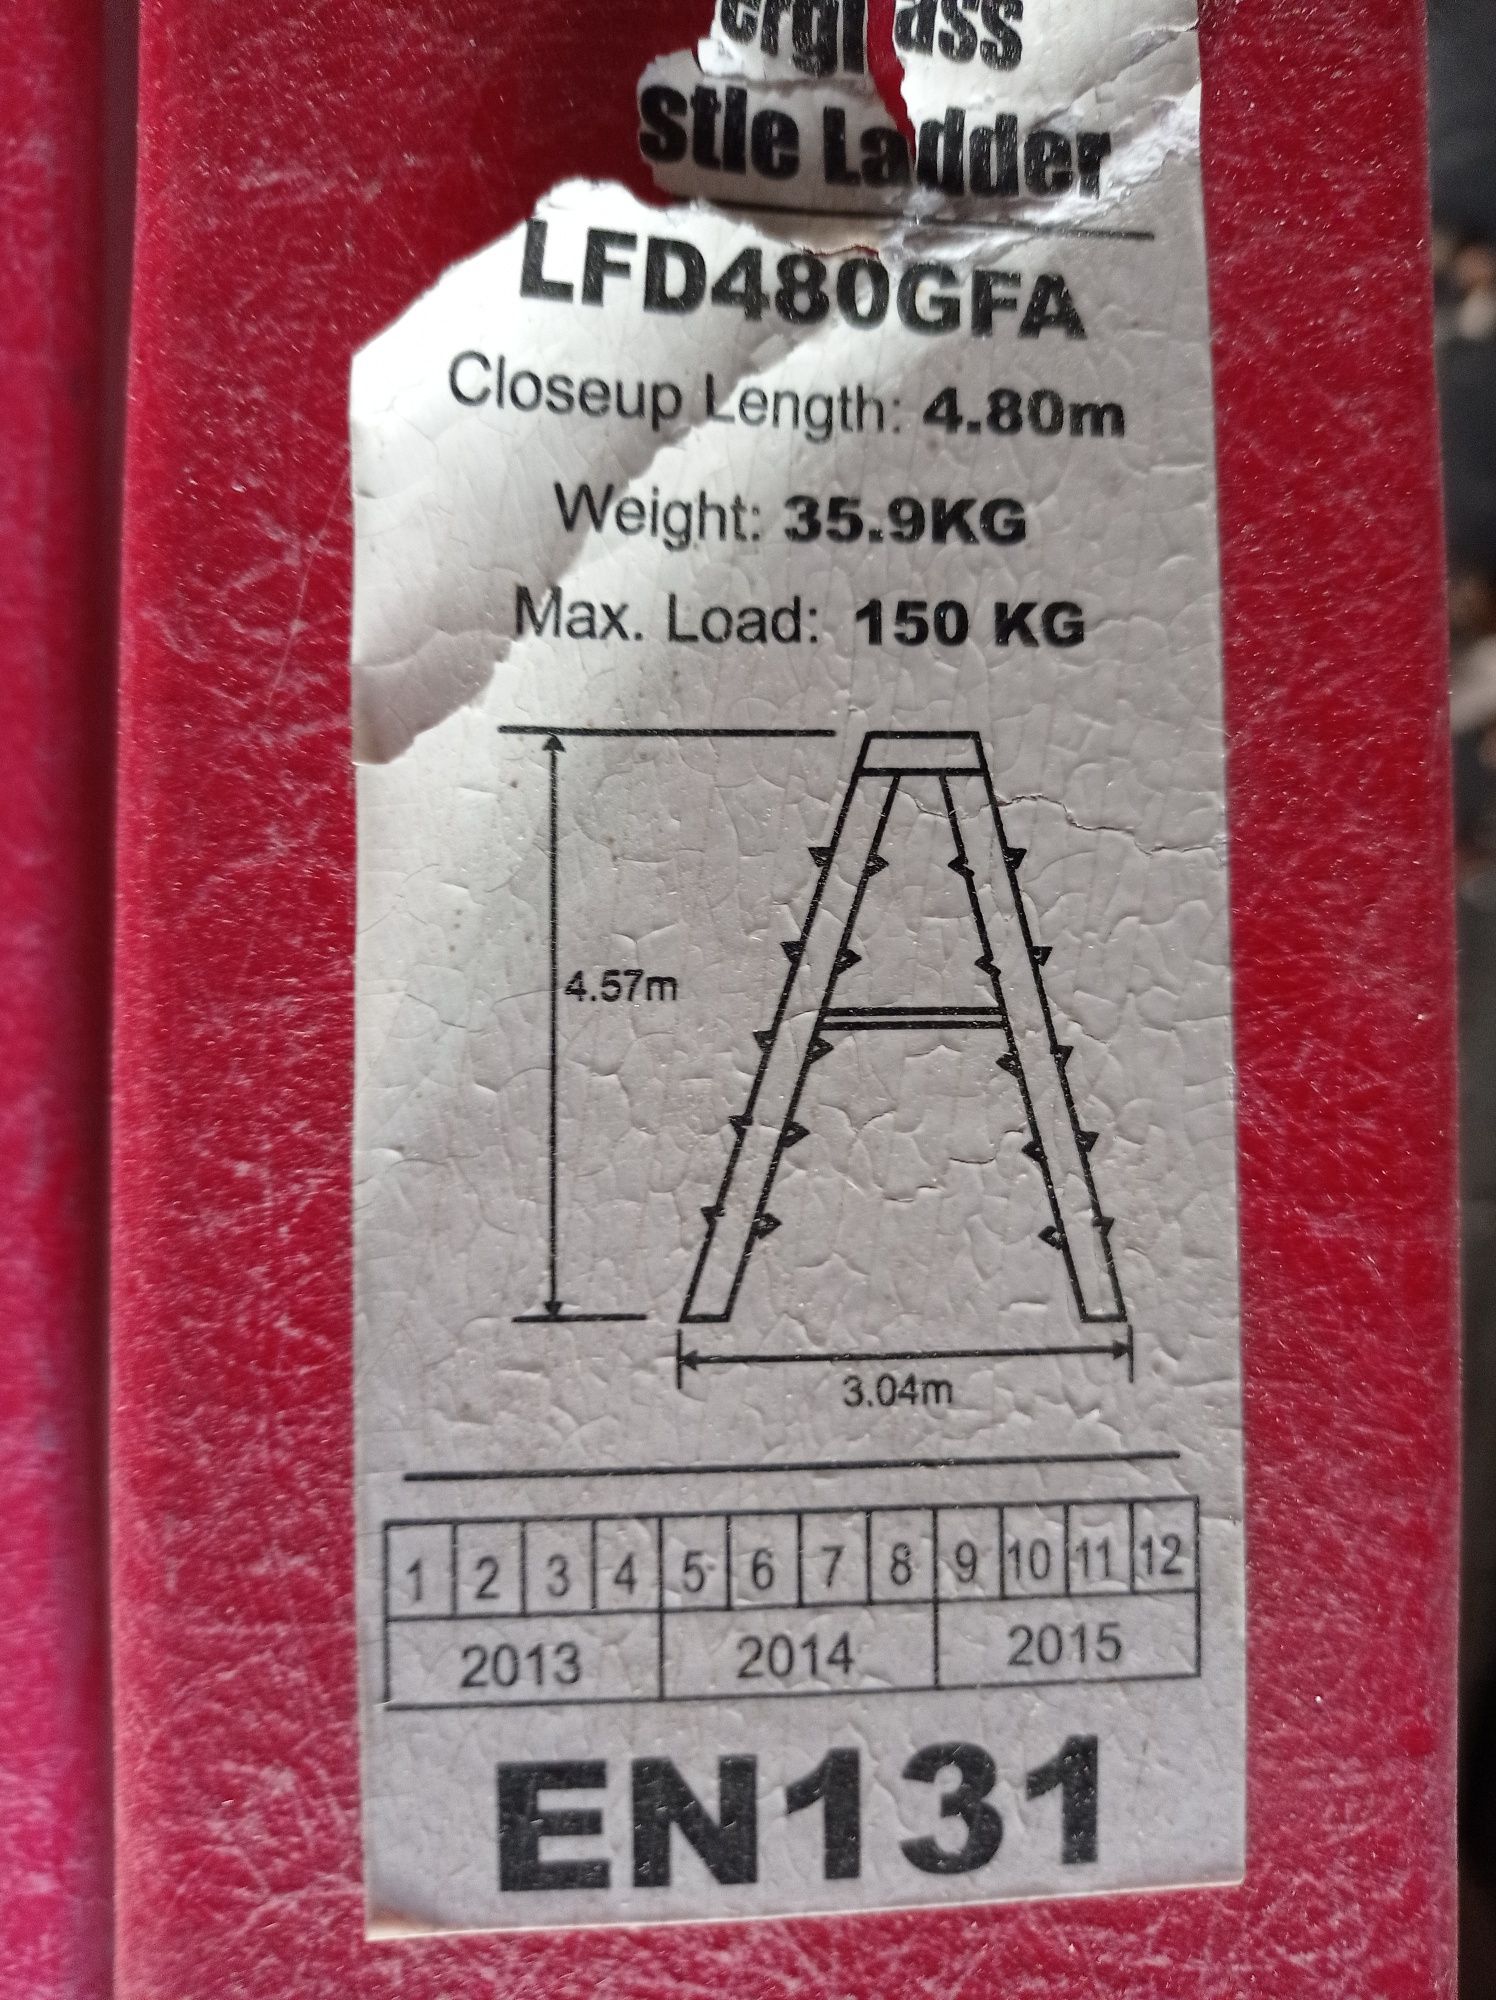 erglass
stle Ladder
LFD480GFA
Closeup Length: 4.80m
Weight: 35.9KG
Max. Load: 150 KG
4.57m
3.04m
1 2 3 4 5 6 7 8 9 10 11 12
2013 2014 2015
EN131